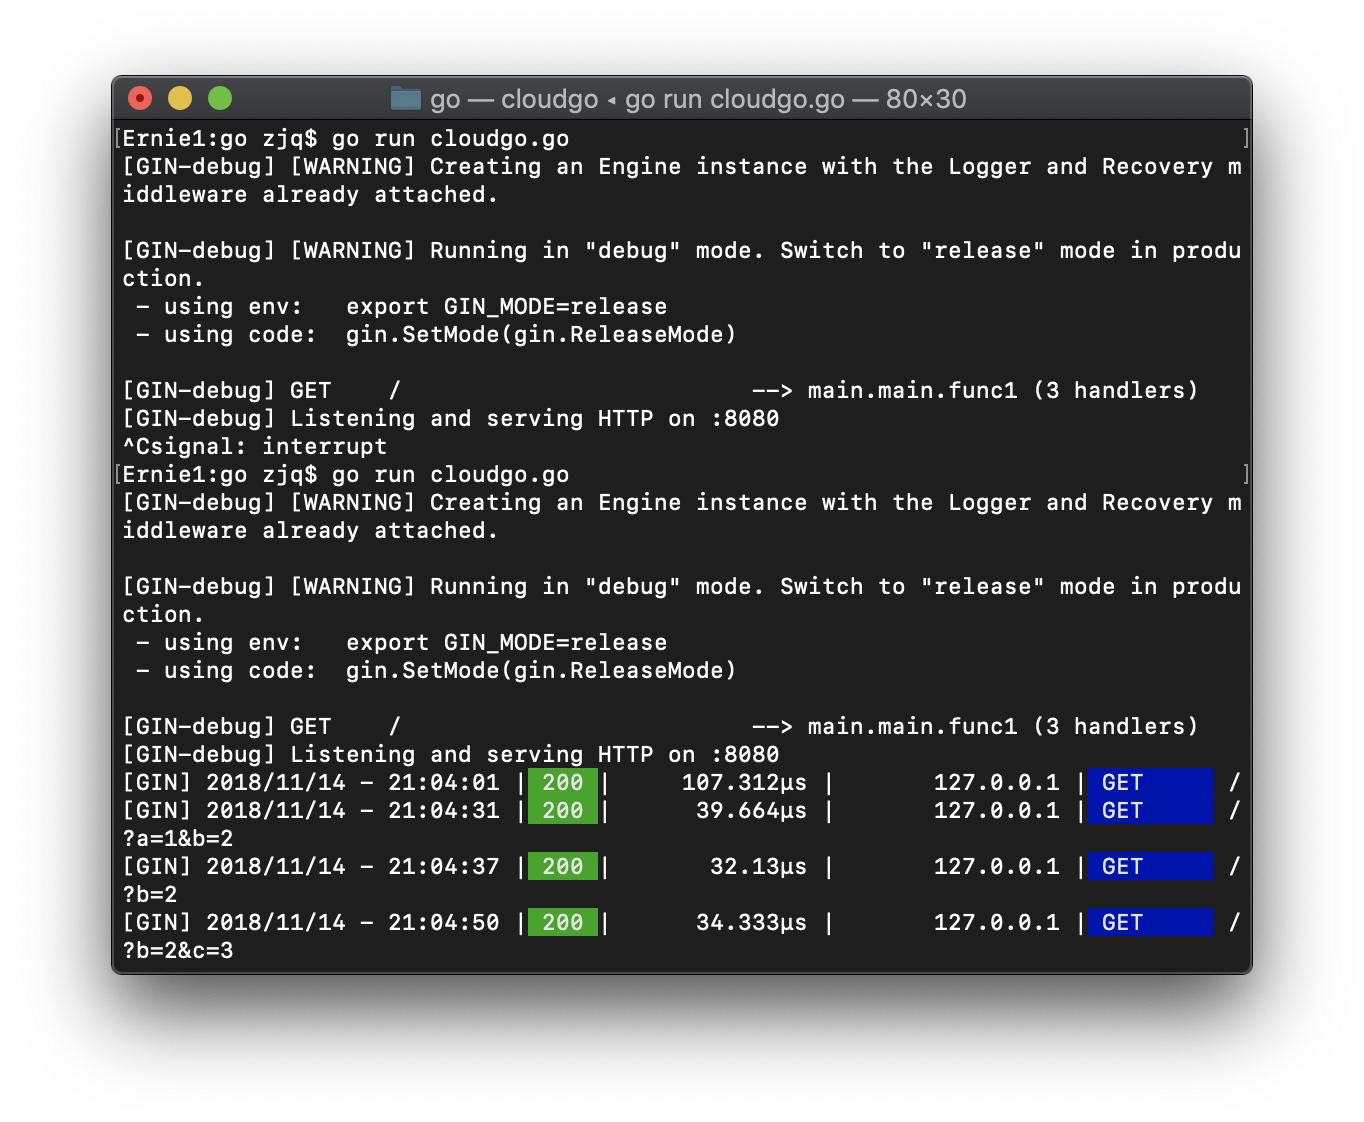 go — cloudgo ◂ go run cloudgo.go — 80×30
[Ernie1:go zjq$ go run cloudgo.go ]
[GIN-debug] [WARNING] Creating an Engine instance with the Logger and Recovery m
iddleware already attached.
[GIN-debug] [WARNING] Running in "debug" mode. Switch to "release" mode in produ
ction.
 - using env:   export GIN_MODE=release
 - using code:  gin.SetMode(gin.ReleaseMode)
[GIN-debug] GET    /                         --> main.main.func1 (3 handlers)
[GIN-debug] Listening and serving HTTP on :8080
^Csignal: interrupt
[Ernie1:go zjq$ go run cloudgo.go ]
[GIN-debug] [WARNING] Creating an Engine instance with the Logger and Recovery m
iddleware already attached.
[GIN-debug] [WARNING] Running in "debug" mode. Switch to "release" mode in produ
ction.
 - using env:   export GIN_MODE=release
 - using code:  gin.SetMode(gin.ReleaseMode)
[GIN-debug] GET    /                         --> main.main.func1 (3 handlers)
[GIN-debug] Listening and serving HTTP on :8080
[GIN] 2018/11/14 - 21:04:01 | 200 |     107.312µs |       127.0.0.1 | GET      /
[GIN] 2018/11/14 - 21:04:31 | 200 |      39.664µs |       127.0.0.1 | GET      /
?a=1&b=2
[GIN] 2018/11/14 - 21:04:37 | 200 |       32.13µs |       127.0.0.1 | GET      /
?b=2
[GIN] 2018/11/14 - 21:04:50 | 200 |      34.333µs |       127.0.0.1 | GET      /
?b=2&c=3